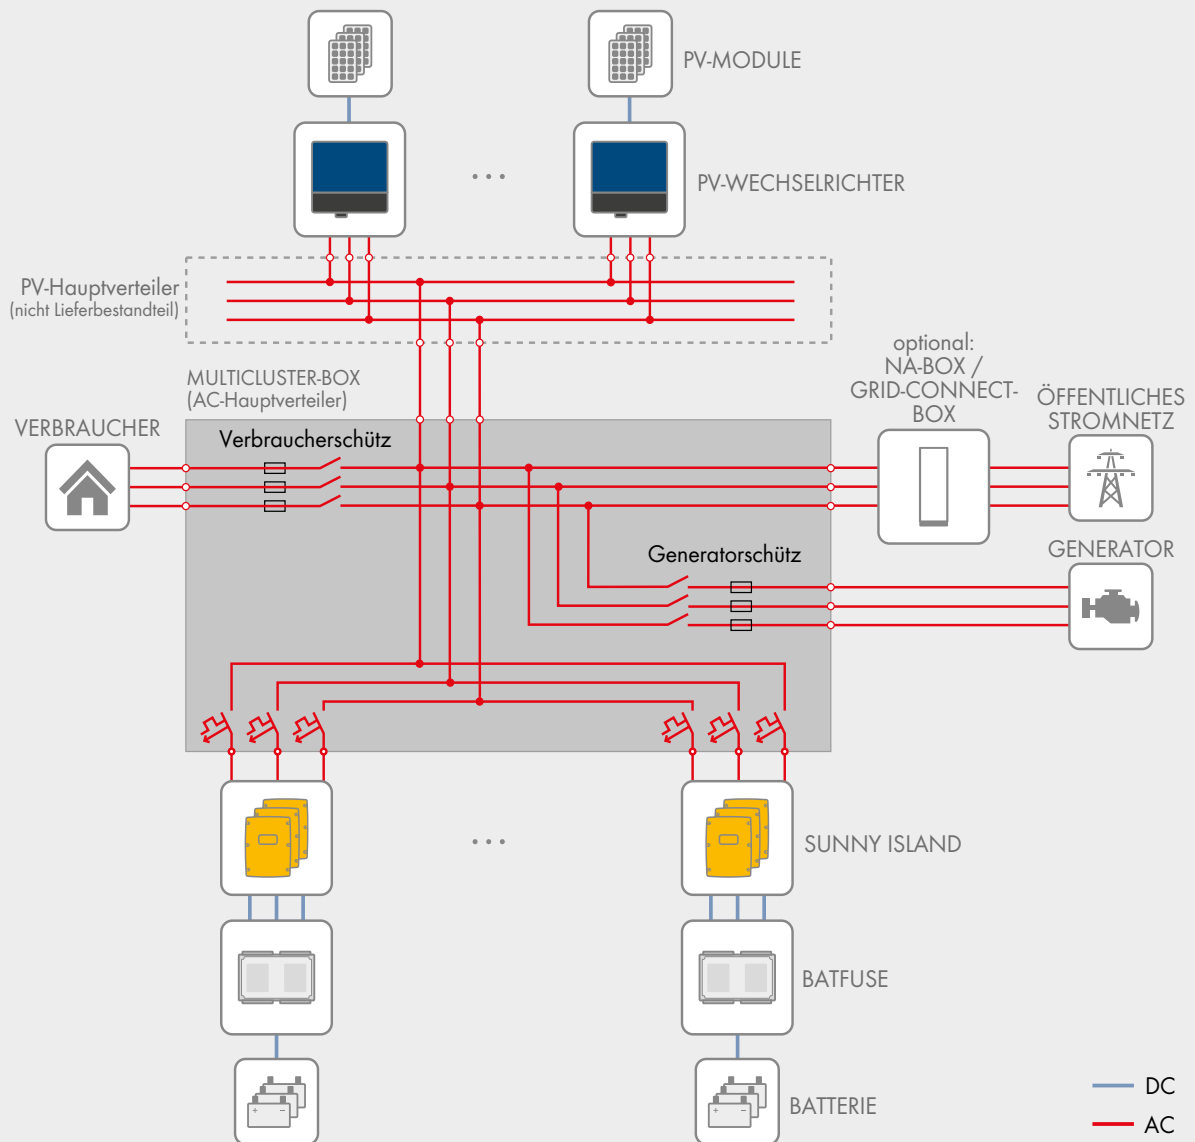 PV-MODULE
PV-WECHSELRICHTER
...
PV-Hauptverteiler
(nicht Lieferbestandteil)
MULTICLUSTER-BOX
(AC-Hauptverteiler)
optional:
NA-BOX /
GRID-CONNECT-
BOX
ÖFFENTLICHES
STROMNETZ
VERBRAUCHER
Verbraucherschütz
Generatorschütz
GENERATOR
...
SUNNY ISLAND
BATFUSE
+ −
+ −
BATTERIE
DC
AC